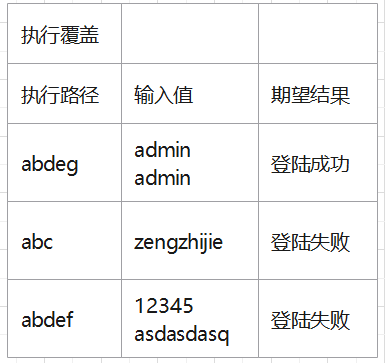 执行覆盖
执行路径 输入值 期望结果
abdeg admin admin 登陆成功
abc zengzhijie 登陆失败
abdef 12345 asdasdasq 登陆失败